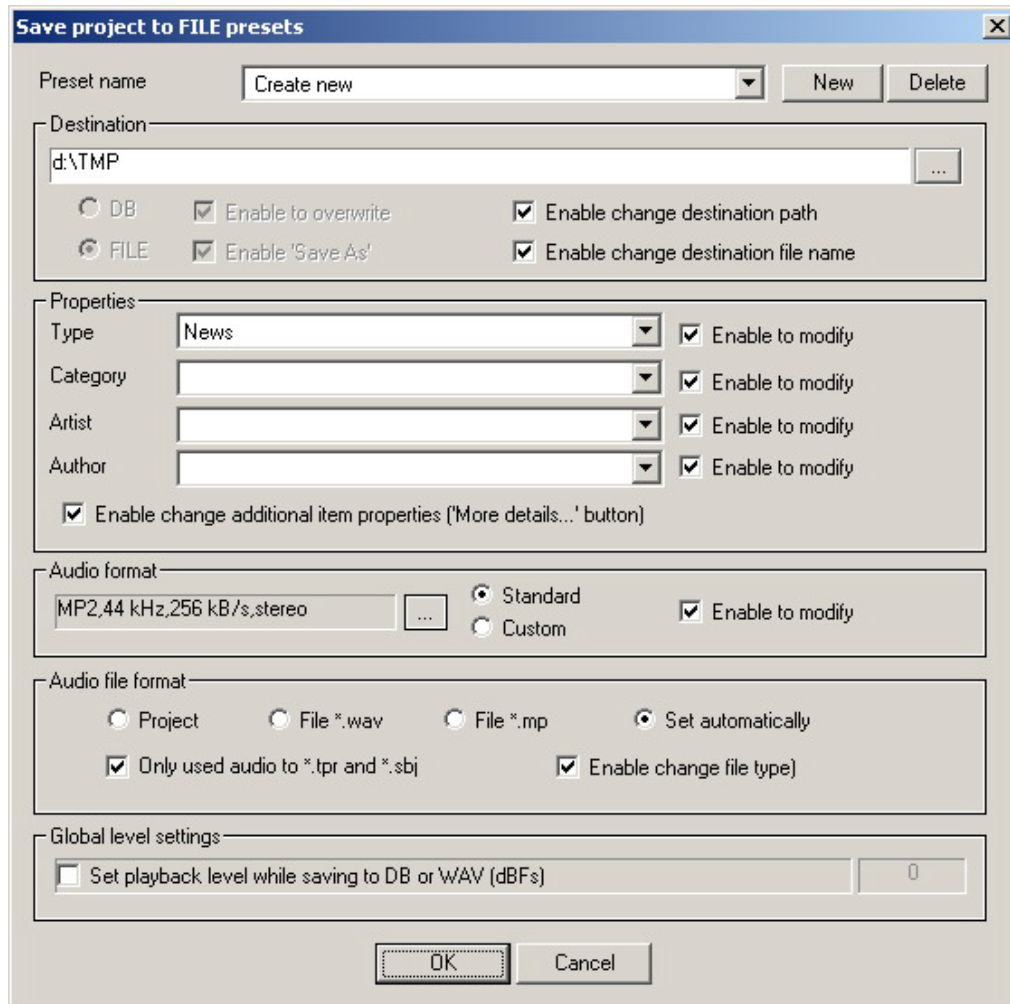 Save project to FILE presets
Preset name Create new New Delete
Destination
d:\TMP ...
DB Enable to overwrite Enable change destination path
FILE Enable 'Save As' Enable change destination file name
Properties
Type News Enable to modify
Category Enable to modify
Artist Enable to modify
Author Enable to modify
Enable change additional item properties ('More details...' button)
Audio format
MP2,44 kHz,256 kB/s,stereo ... Standard Enable to modify
Custom
Audio file format
Project File *.wav File *.mp Set automatically
Only used audio to *.tpr and *.sbj Enable change file type)
Global level settings
Set playback level while saving to DB or WAV (dBFs) 0
OK Cancel